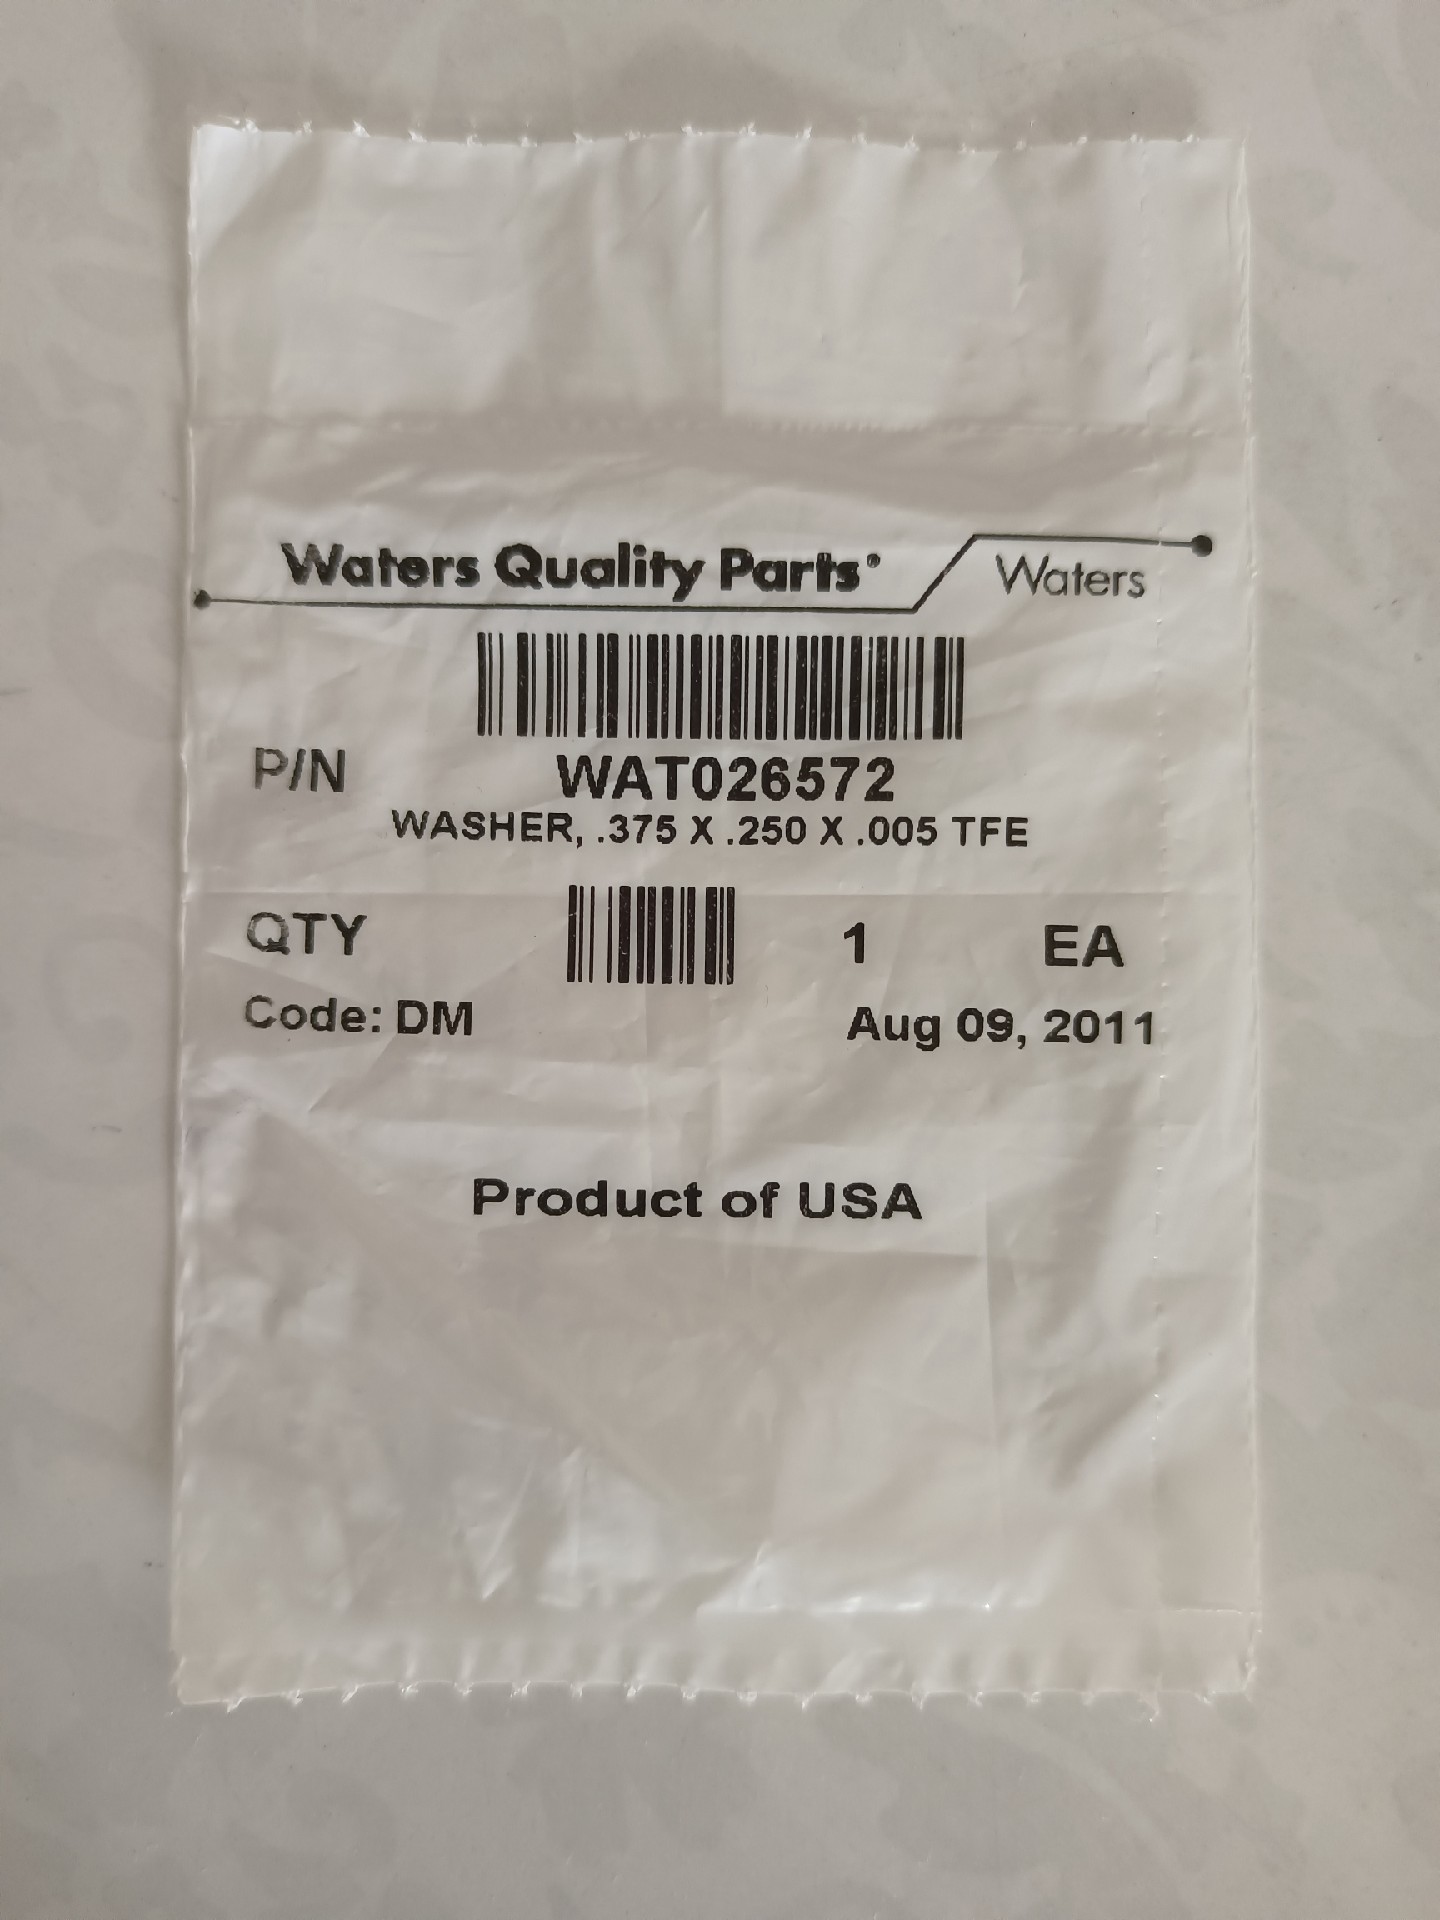 Waters Quality Parts®
Waters
P/N
WAT026572
WASHER, .375 X .250 X .005 TFE
QTY 1 EA
Code: DM Aug 09, 2011
Product of USA